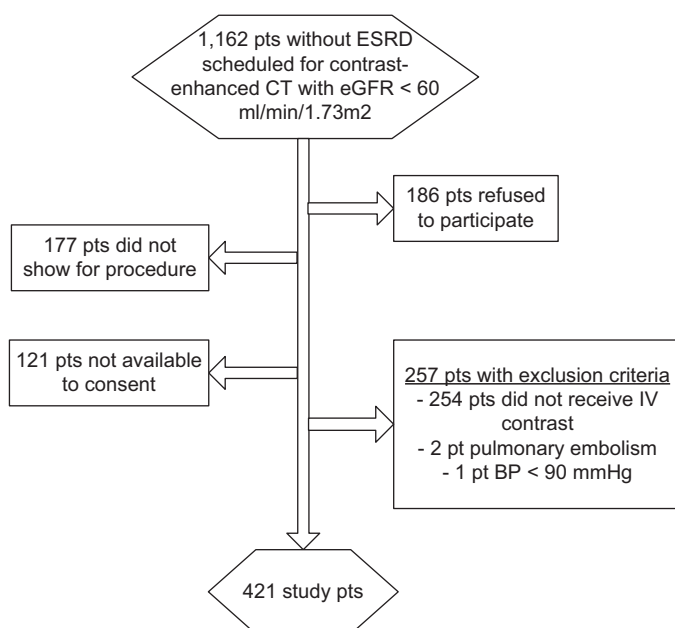 1,162 pts without ESRD
scheduled for contrast-
enhanced CT with eGFR < 60
ml/min/1.73m2
186 pts refused
to participate
177 pts did not
show for procedure
121 pts not available
to consent
257 pts with exclusion criteria
- 254 pts did not receive IV
contrast
- 2 pt pulmonary embolism
- 1 pt BP < 90 mmHg
421 study pts